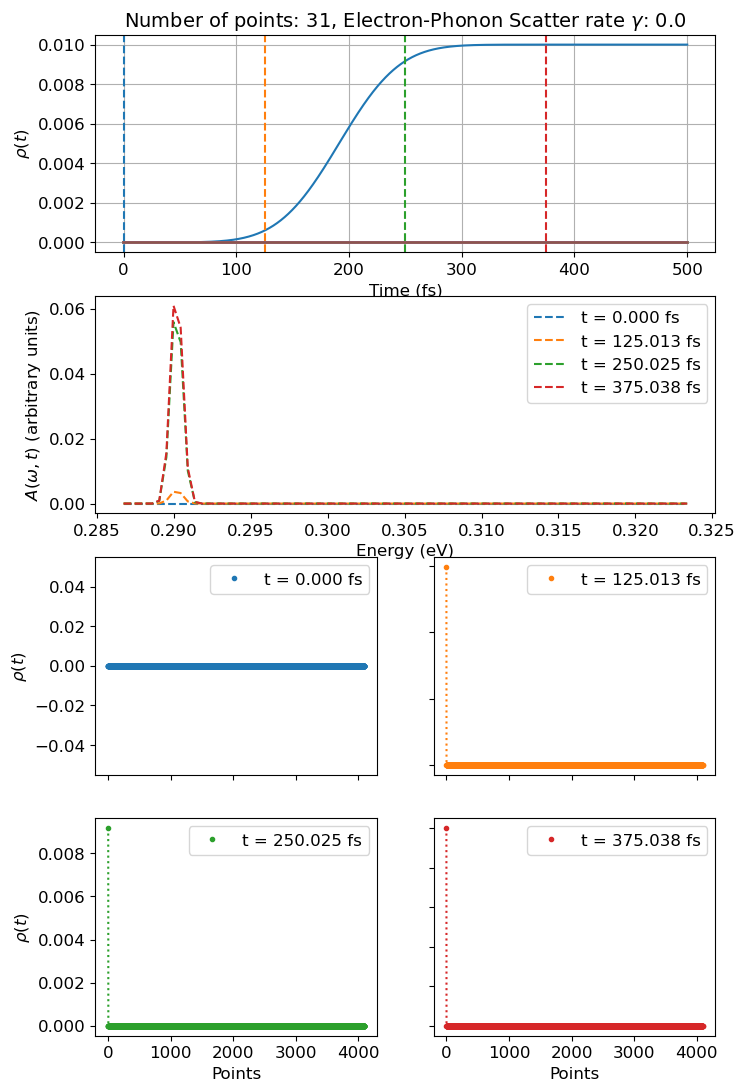 Number of points: 31, Electron-Phonon Scatter rate γ: 0.0
0.010
0.008
0.006
0.004
0.002
0.000
ρ(t)
0 100 200 300 400 500
Time (fs)
0.06
0.04
0.02
0.00
A(ω, t) (arbitrary units)
t = 0.000 fs
t = 125.013 fs
t = 250.025 fs
t = 375.038 fs
0.285 0.290 0.295 0.300 0.305 0.310 0.315 0.320 0.325
Energy (eV)
0.04
0.02
0.00
−0.02
−0.04
ρ(t)
t = 0.000 fs
t = 125.013 fs
0.008
0.006
0.004
0.002
0.000
ρ(t)
t = 250.025 fs
0 1000 2000 3000 4000
Points
t = 375.038 fs
0 1000 2000 3000 4000
Points